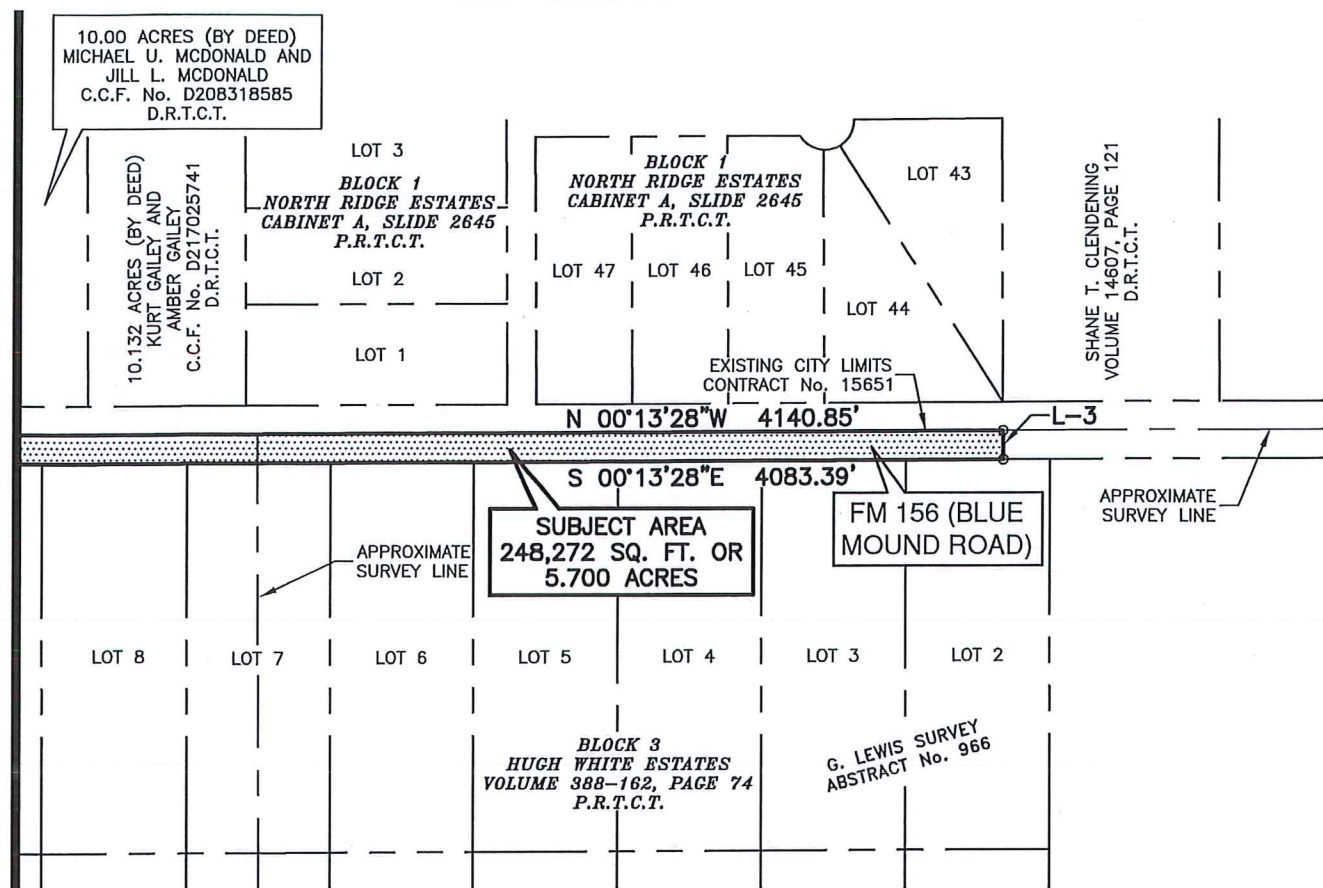 10.00 ACRES (BY DEED)
MICHAEL U. MCDONALD AND
JILL L. MCDONALD
C.C.F. No. D208318585
D.R.T.C.T.
10.132 ACRES (BY DEED)
KURT GAILEY AND
AMBER GAILEY
C.C.F. No. D217025741
D.R.T.C.T.
LOT 3
BLOCK 1
NORTH RIDGE ESTATES
CABINET A, SLIDE 2645
P.R.T.C.T.
LOT 2
LOT 1
BLOCK 1
NORTH RIDGE ESTATES
CABINET A, SLIDE 2645
P.R.T.C.T.
LOT 47
LOT 46
LOT 45
LOT 44
LOT 43
SHANE T. CLENDENING
VOLUME 14607, PAGE 121
D.R.T.C.T.
EXISTING CITY LIMITS
CONTRACT No. 15651
N 00°13'28"W 4140.85'
L-3
S 00°13'28"E 4083.39'
SUBJECT AREA
248,272 SQ. FT. OR
5.700 ACRES
FM 156 (BLUE
MOUND ROAD)
APPROXIMATE
SURVEY LINE
APPROXIMATE
SURVEY LINE
LOT 8
LOT 7
LOT 6
LOT 5
LOT 4
LOT 3
LOT 2
BLOCK 3
HUGH WHITE ESTATES
VOLUME 388-162, PAGE 74
P.R.T.C.T.
G. LEWIS SURVEY
ABSTRACT No. 966